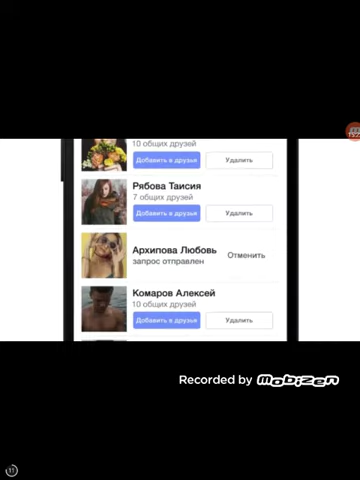 10 общих друзей
Добавить в друзья Удалить
Рябова Таисия
7 общих друзей
Добавить в друзья Удалить
Архипова Любовь
запрос отправлен
Отменить
Комаров Алексей
10 общих друзей
Добавить в друзья Удалить
Recorded by MOBIZEN